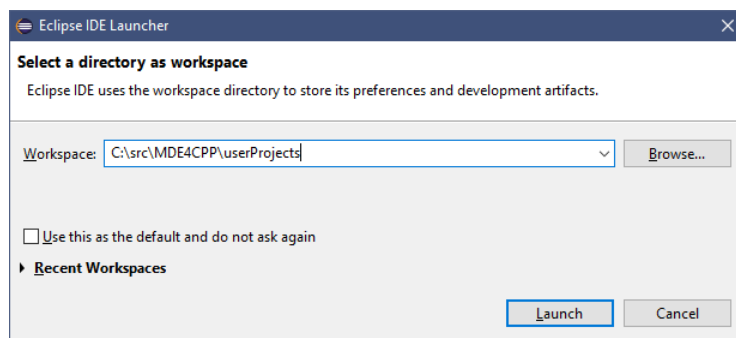 Eclipse IDE Launcher
Select a directory as workspace
Eclipse IDE uses the workspace directory to store its preferences and development artifacts.
Workspace: C:\src\MDE4CPP\userProjects Browse...
Use this as the default and do not ask again
Recent Workspaces
Launch Cancel